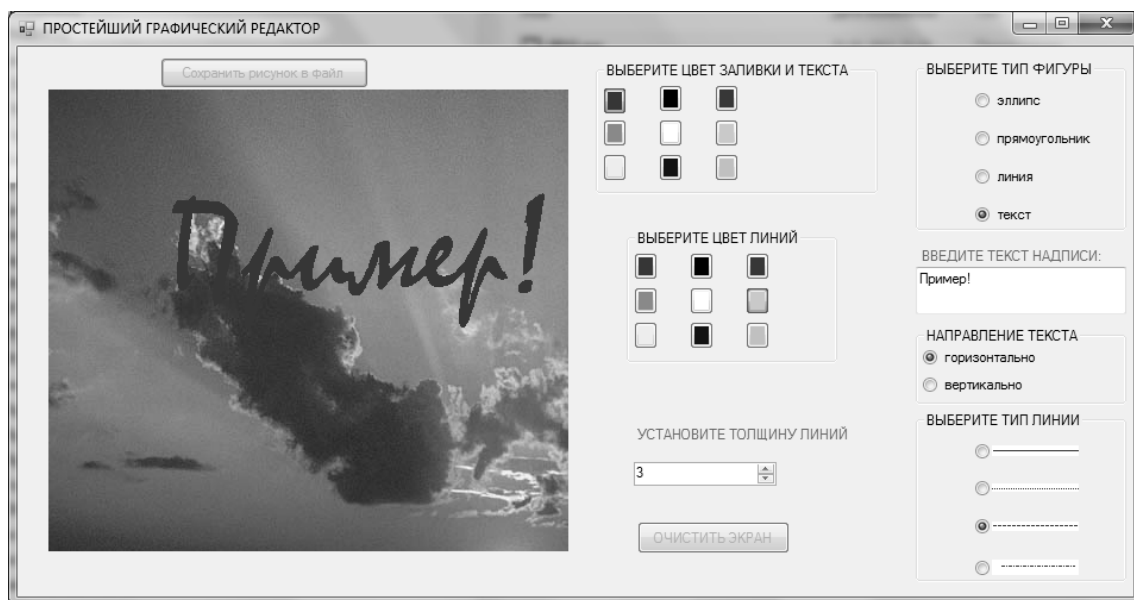 ПРОСТЕЙШИЙ ГРАФИЧЕСКИЙ РЕДАКТОР
Сохранить рисунок в файл
Пример!
ВЫБЕРИТЕ ЦВЕТ ЗАЛИВКИ И ТЕКСТА
ВЫБЕРИТЕ ЦВЕТ ЛИНИЙ
УСТАНОВИТЕ ТОЛЩИНУ ЛИНИЙ
3
ОЧИСТИТЬ ЭКРАН
ВЫБЕРИТЕ ТИП ФИГУРЫ
эллипс
прямоугольник
линия
текст
ВВЕДИТЕ ТЕКСТ НАДПИСИ:
Пример!
НАПРАВЛЕНИЕ ТЕКСТА
горизонтально
вертикально
ВЫБЕРИТЕ ТИП ЛИНИИ